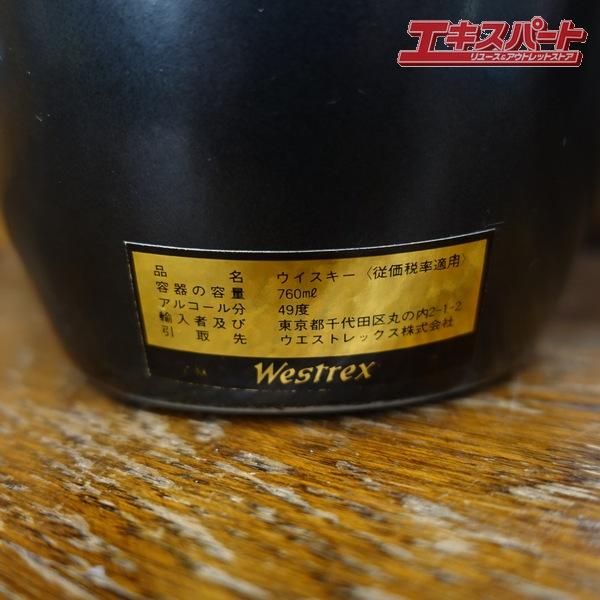 エキスパート
リユース&アウトレットストア
品名 ウイスキー〈従価税率適用〉
容器の容量 760mℓ
アルコール分 49度
輸入者及び 東京都千代田区丸の内2-1-2
引取先 ウエストレックス株式会社
Westrex